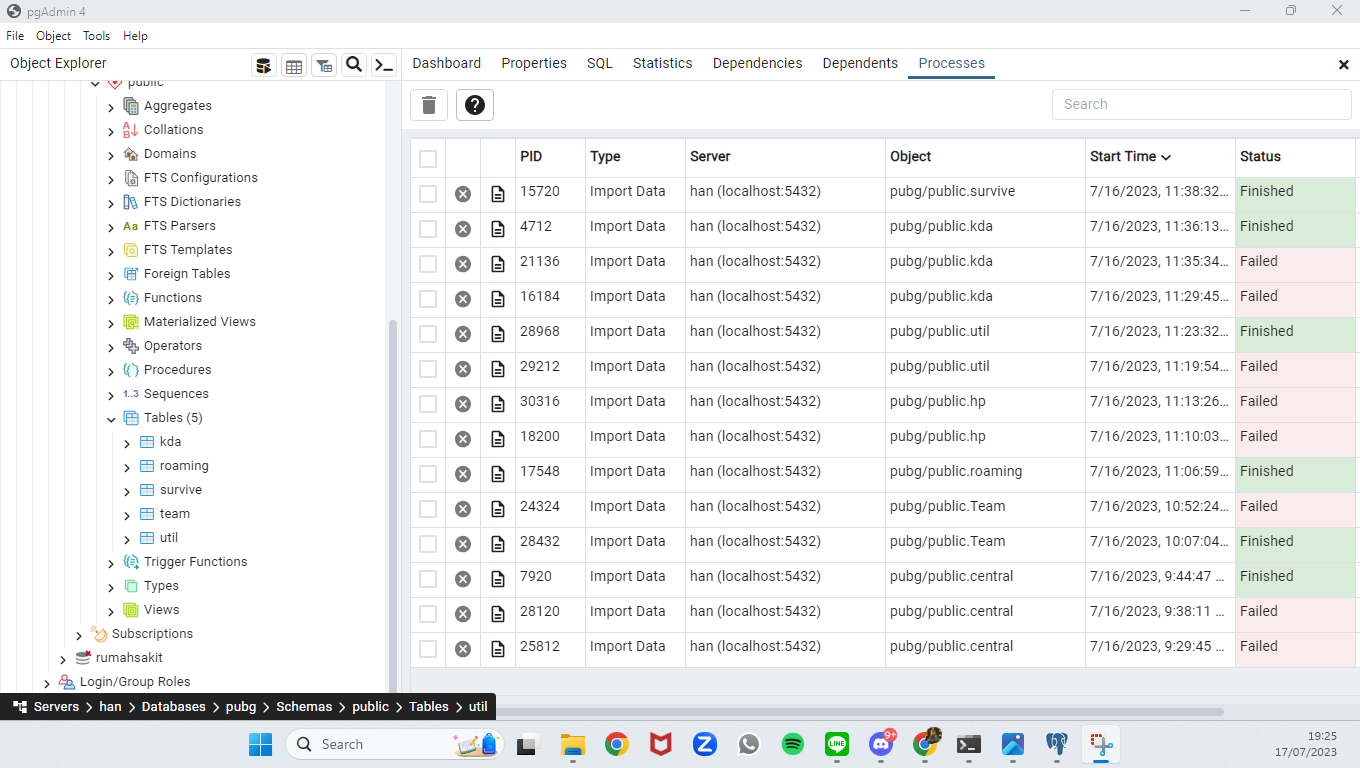 pgAdmin 4
File Object Tools Help
Object Explorer
Dashboard Properties SQL Statistics Dependencies Dependents Processes
public
Aggregates
Collations
Domains
FTS Configurations
FTS Dictionaries
Aa FTS Parsers
FTS Templates
Foreign Tables
Functions
Materialized Views
Operators
Procedures
1..3 Sequences
Tables (5)
kda
roaming
survive
team
util
Trigger Functions
Types
Views
Subscriptions
rumahsakit
Login/Group Roles
Search
PID Type Server Object Start Time Status
15720 Import Data han (localhost:5432) pubg/public.survive 7/16/2023, 11:38:32... Finished
4712 Import Data han (localhost:5432) pubg/public.kda 7/16/2023, 11:36:13... Finished
21136 Import Data han (localhost:5432) pubg/public.kda 7/16/2023, 11:35:34... Failed
16184 Import Data han (localhost:5432) pubg/public.kda 7/16/2023, 11:29:45... Failed
28968 Import Data han (localhost:5432) pubg/public.util 7/16/2023, 11:23:32... Finished
29212 Import Data han (localhost:5432) pubg/public.util 7/16/2023, 11:19:54... Failed
30316 Import Data han (localhost:5432) pubg/public.hp 7/16/2023, 11:13:26... Failed
18200 Import Data han (localhost:5432) pubg/public.hp 7/16/2023, 11:10:03... Failed
17548 Import Data han (localhost:5432) pubg/public.roaming 7/16/2023, 11:06:59... Finished
24324 Import Data han (localhost:5432) pubg/public.Team 7/16/2023, 10:52:24... Failed
28432 Import Data han (localhost:5432) pubg/public.Team 7/16/2023, 10:07:04... Finished
7920 Import Data han (localhost:5432) pubg/public.central 7/16/2023, 9:44:47 ... Finished
28120 Import Data han (localhost:5432) pubg/public.central 7/16/2023, 9:38:11 ... Failed
25812 Import Data han (localhost:5432) pubg/public.central 7/16/2023, 9:29:45 ... Failed
Servers > han > Databases > pubg > Schemas > public > Tables > util
Search
LINE
9+
19:25
17/07/2023